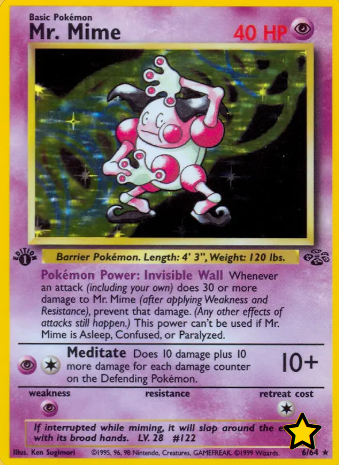 Basic Pokémon
Mr. Mime 40 HP
EDITION
1
Barrier Pokémon. Length: 4' 3", Weight: 120 lbs.
Pokémon Power: Invisible Wall Whenever
an attack (including your own) does 30 or more
damage to Mr. Mime (after applying Weakness and
Resistance), prevent that damage. (Any other effects of
attacks still happen.) This power can't be used if Mr.
Mime is Asleep, Confused, or Paralyzed.
Meditate Does 10 damage plus 10 10+
more damage for each damage counter
on the Defending Pokémon.
weakness resistance retreat cost
If interrupted while miming, it will slap around the
with its broad hands. LV. 28 #122
Illus. Ken Sugimori ©1995, 96, 98 Nintendo, Creatures, GAMEFREAK. ©1999 Wizards. 6/64 ★